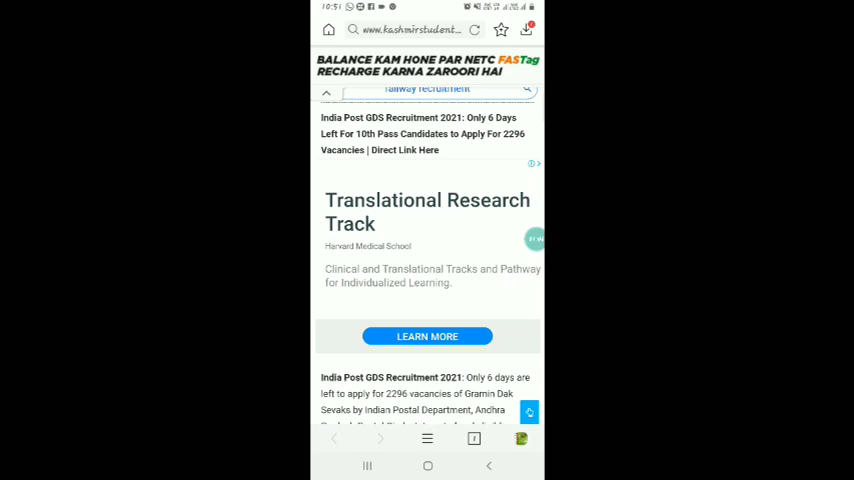 10:51
www.kashmirstudent...
BALANCE KAM HONE PAR NETC FASTag
RECHARGE KARNA ZAROORI HAI
railway recruitment
India Post GDS Recruitment 2021: Only 6 Days
Left For 10th Pass Candidates to Apply For 2296
Vacancies | Direct Link Here
Translational Research
Track
Harvard Medical School
Clinical and Translational Tracks and Pathway
for Individualized Learning.
LEARN MORE
India Post GDS Recruitment 2021: Only 6 days are
left to apply for 2296 vacancies of Gramin Dak
Sevaks by Indian Postal Department, Andhra
1